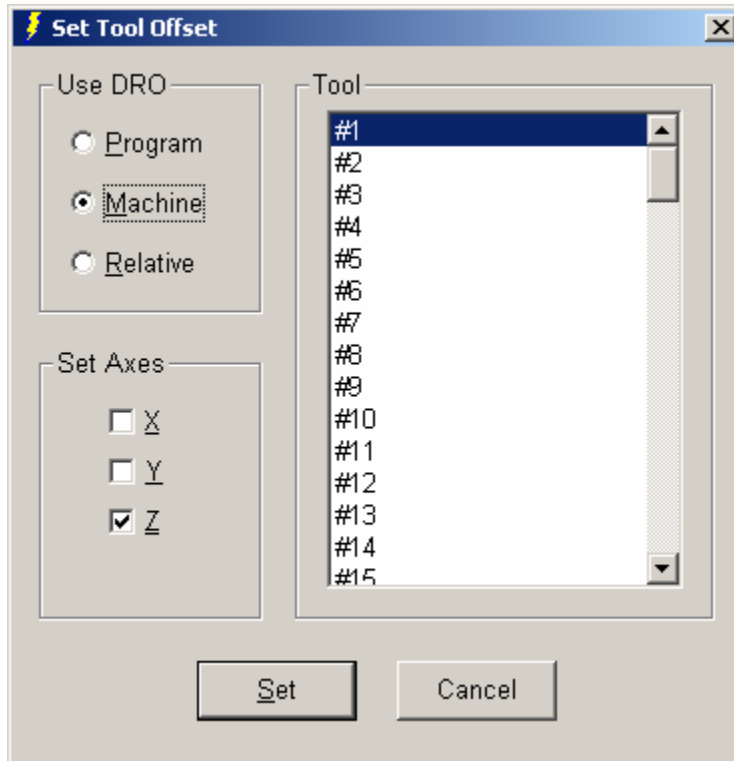 Set Tool Offset
Use DRO
Program
Machine
Relative
Set Axes
X
Y
Z
Tool
#1
#2
#3
#4
#5
#6
#7
#8
#9
#10
#11
#12
#13
#14
#15
Set
Cancel